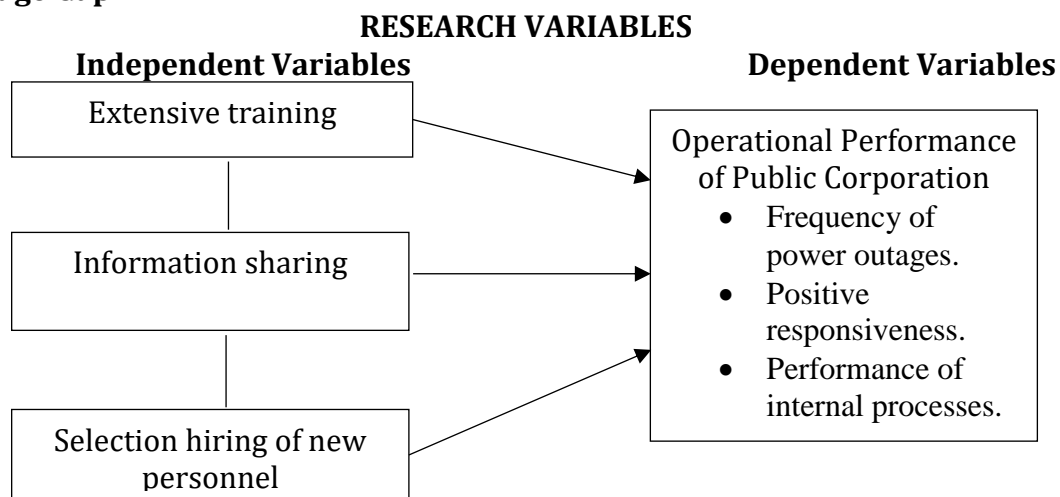 RESEARCH VARIABLES
Independent Variables
Dependent Variables
Extensive training
Information sharing
Selection hiring of new
personnel
Operational Performance
of Public Corporation
• Frequency of
power outages.
• Positive
responsiveness.
• Performance of
internal processes.